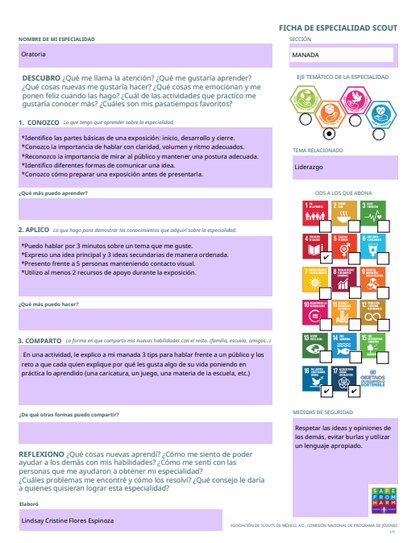 FICHA DE ESPECIALIDAD SCOUT
NOMBRE DE MI ESPECIALIDAD
Oratoria
SECCIÓN
MANADA
DESCUBRO ¿Qué me llama la atención? ¿Qué me gustaría aprender?
¿Qué cosas nuevas me gustaría hacer? ¿Qué cosas me emocionan y me
ponen feliz cuando las hago? ¿Cuál de las actividades que practico me
gustaría conocer más? ¿Cuáles son mis pasatiempos favoritos?
EJE TEMÁTICO DE LA ESPECIALIDAD
1. CONOZCO Lo que tengo que aprender sobre la especialidad.
*Identifico las partes básicas de una exposición: inicio, desarrollo y cierre.
*Conozco la importancia de hablar con claridad, volumen y ritmo adecuados.
*Reconozco la importancia de mirar al público y mantener una postura adecuada.
*Identifico diferentes formas de comunicar una idea.
*Conozco cómo preparar una exposición antes de presentarla.
TEMA RELACIONADO
Liderazgo
¿Qué más puedo aprender?
ODS A LOS QUE ABONA
2. APLICO Lo que hago para demostrar los conocimientos que adquirí sobre la especialidad.
*Puedo hablar por 3 minutos sobre un tema que me guste.
*Expreso una idea principal y 3 ideas secundarias de manera ordenada.
*Presento frente a 5 personas manteniendo contacto visual.
*Utilizo al menos 2 recursos de apoyo durante la exposición.
¿Qué más puedo hacer?
3. COMPARTO La forma en que comparto mis nuevas habilidades con el resto. (familia, escuela, manada, etc.)
En una actividad, le explico a mi manada 3 tips para hablar frente a un público y los
reto a que cada quien explique por qué les gusta algo de su vida poniendo en
práctica lo aprendido (una caricatura, un juego, una materia de la escuela, etc.)
¿De qué otras formas puedo compartir?
MEDIDAS DE SEGURIDAD
Respetar las ideas y opiniones de
los demás, evitar burlas y utilizar
un lenguaje apropiado.
REFLEXIONO ¿Qué cosas nuevas aprendí? ¿Cómo me siento de poder
ayudar a los demás con mis habilidades? ¿Cómo me sentí con las
personas que me ayudaron a obtener mi especialidad?
¿Cuáles problemas me encontré y cómo los resolví? ¿Qué consejo le daría
a quienes quisieran lograr esta especialidad?
SAFE
FROM
HARM
Elaboró
Lindsay Cristine Flores Espinoza
ASOCIACIÓN DE SCOUTS DE MÉXICO, A.C., COMISIÓN NACIONAL DE PROGRAMA DE JÓVENES